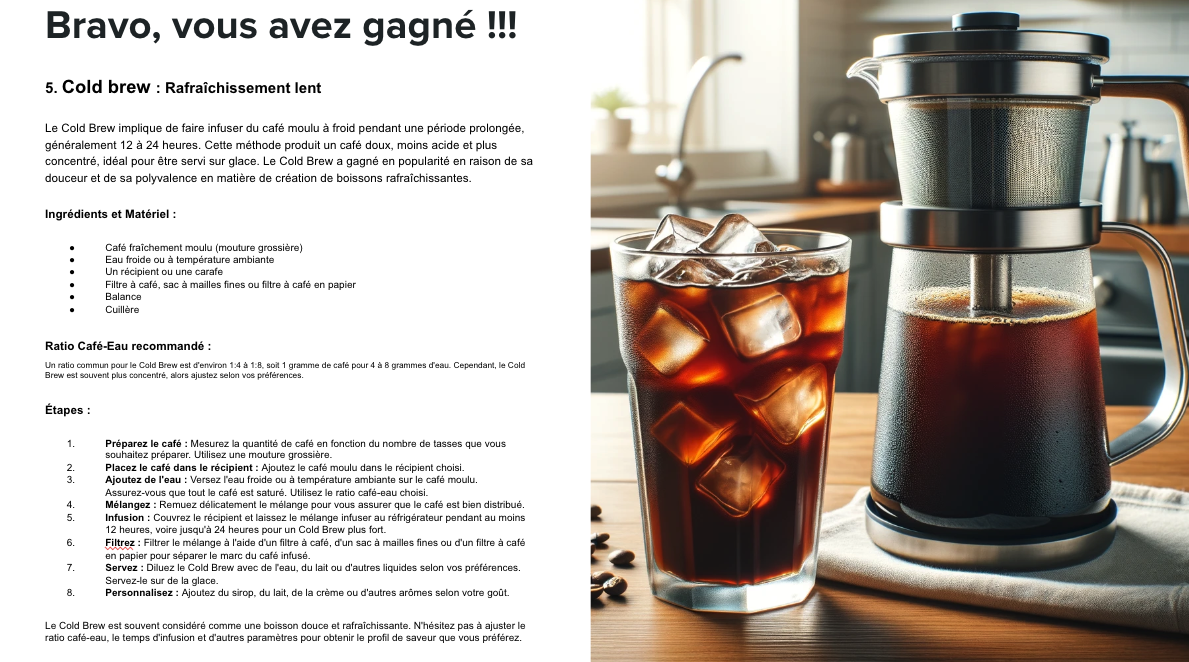 Bravo, vous avez gagné !!!
5. Cold brew : Rafraîchissement lent
Le Cold Brew implique de faire infuser du café moulu à froid pendant une période prolongée,
généralement 12 à 24 heures. Cette méthode produit un café doux, moins acide et plus
concentré, idéal pour être servi sur glace. Le Cold Brew a gagné en popularité en raison de sa
douceur et de sa polyvalence en matière de création de boissons rafraîchissantes.
Ingrédients et Matériel :
● Café fraîchement moulu (mouture grossière)
● Eau froide ou à température ambiante
● Un récipient ou une carafe
● Filtre à café, sac à mailles fines ou filtre à café en papier
● Balance
● Cuillère
Ratio Café-Eau recommandé :
Un ratio commun pour le Cold Brew est d'environ 1:4 à 1:8, soit 1 gramme de café pour 4 à 8 grammes d'eau. Cependant, le Cold
Brew est souvent plus concentré, alors ajustez selon vos préférences.
Étapes :
1. Préparez le café : Mesurez la quantité de café en fonction du nombre de tasses que vous
souhaitez préparer. Utilisez une mouture grossière.
2. Placez le café dans le récipient : Ajoutez le café moulu dans le récipient choisi.
3. Ajoutez de l'eau : Versez l'eau froide ou à température ambiante sur le café moulu.
Assurez-vous que tout le café est saturé. Utilisez le ratio café-eau choisi.
4. Mélangez : Remuez délicatement le mélange pour vous assurer que le café est bien distribué.
5. Infusion : Couvrez le récipient et laissez le mélange infuser au réfrigérateur pendant au moins
12 heures, voire jusqu'à 24 heures pour un Cold Brew plus fort.
6. Filtrez : Filtrer le mélange à l'aide d'un filtre à café, d'un sac à mailles fines ou d'un filtre à café
en papier pour séparer le marc du café infusé.
7. Servez : Diluez le Cold Brew avec de l'eau, du lait ou d'autres liquides selon vos préférences.
Servez-le sur de la glace.
8. Personnalisez : Ajoutez du sirop, du lait, de la crème ou d'autres arômes selon votre goût.
Le Cold Brew est souvent considéré comme une boisson douce et rafraîchissante. N'hésitez pas à ajuster le
ratio café-eau, le temps d'infusion et d'autres paramètres pour obtenir le profil de saveur que vous préférez.